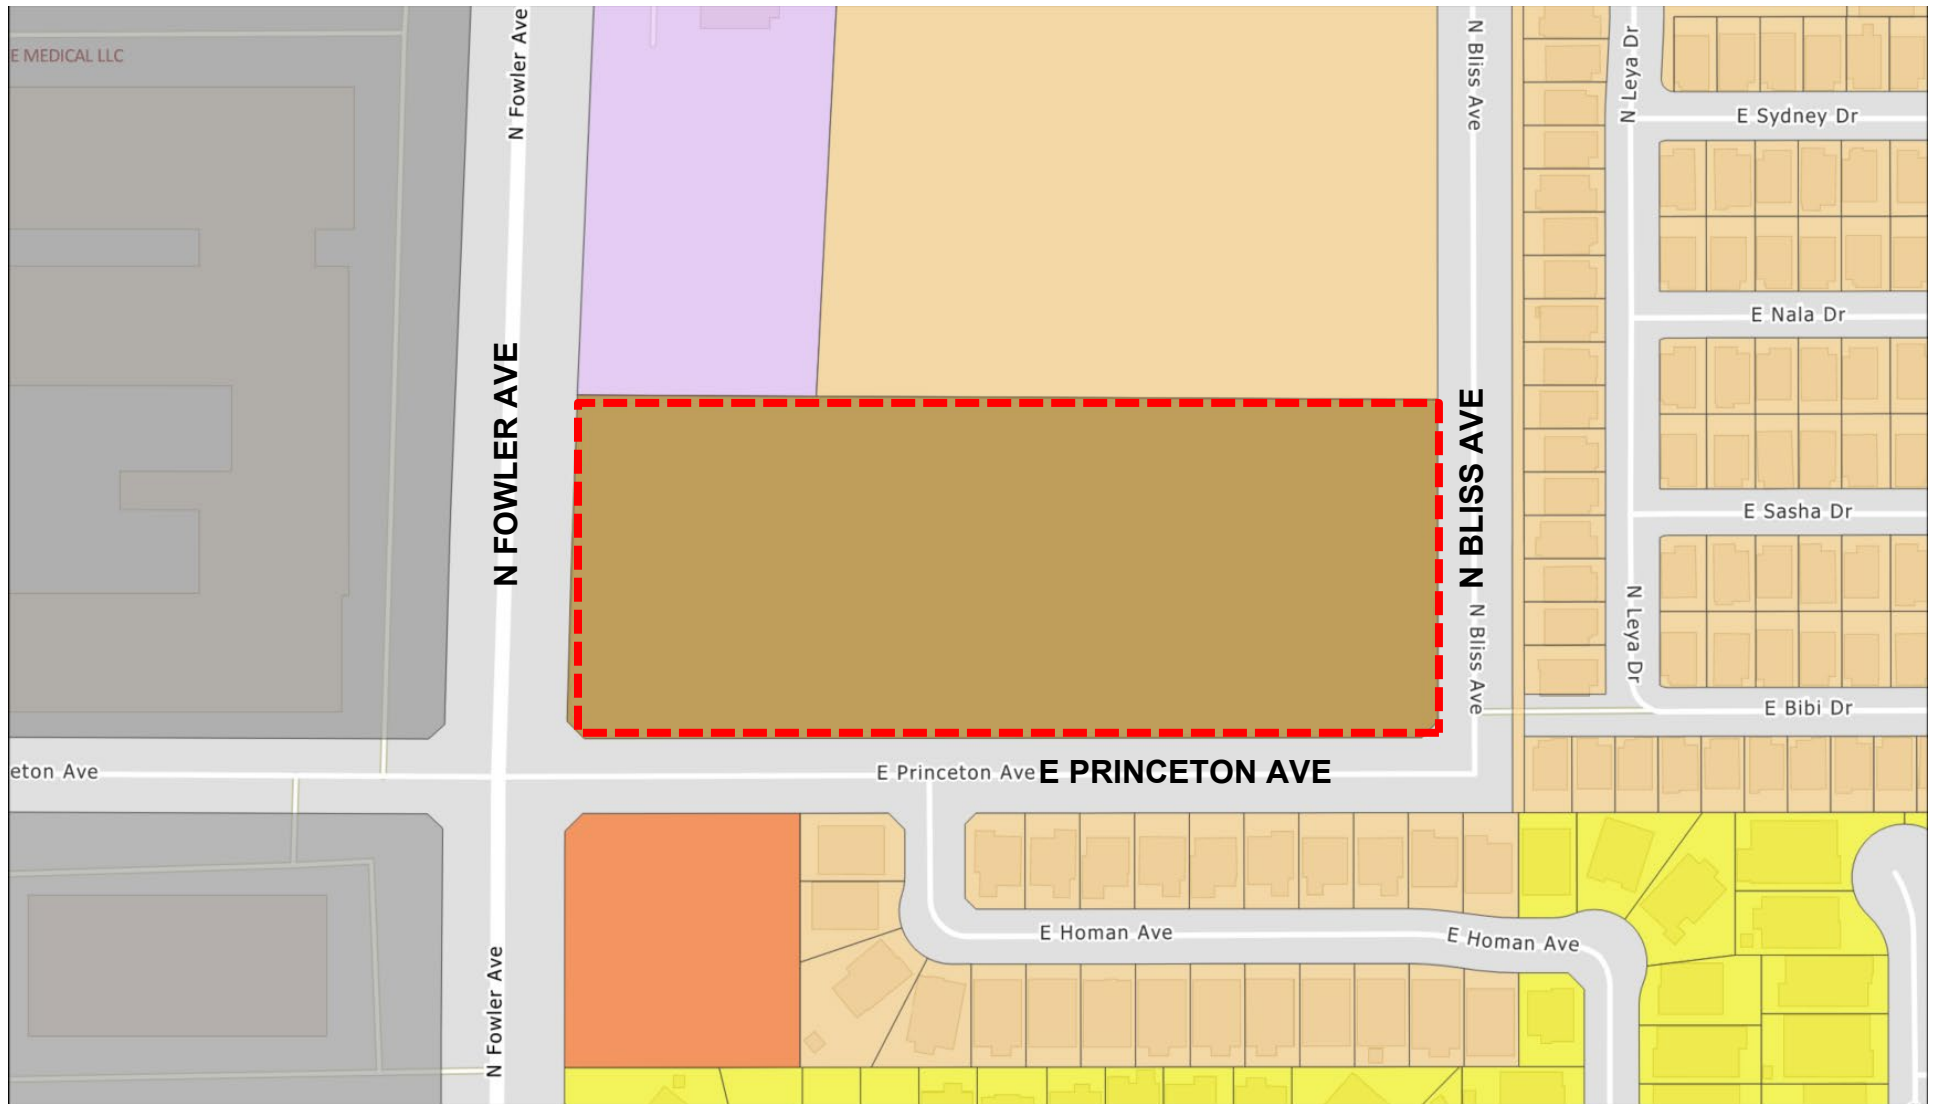 N Fowler Ave
N Bliss Ave
N Leya Dr
E MEDICAL LLC
E Sydney Dr
E Nala Dr
N FOWLER AVE
N BLISS AVE
E Sasha Dr
N Bliss Ave
N Leya Dr
E Bibi Dr
eton Ave
E Princeton Ave
E PRINCETON AVE
E Homan Ave
E Homan Ave
N Fowler Ave